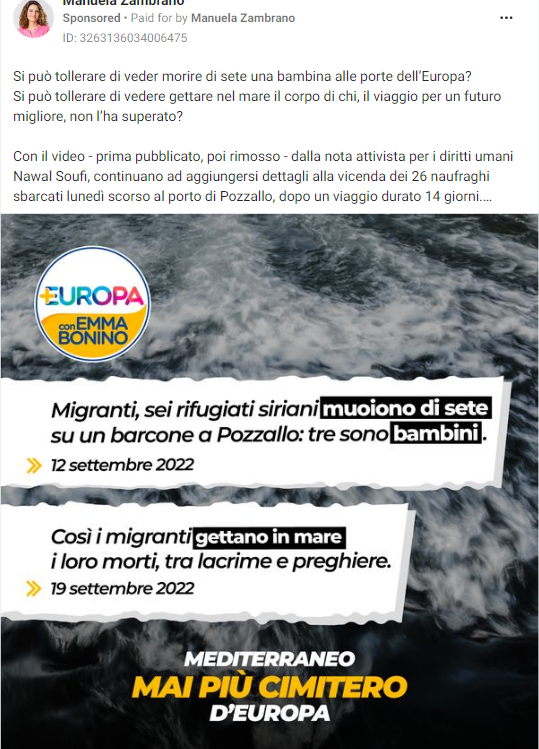 Manuela Zambrano
Sponsored • Paid for by Manuela Zambrano
ID: 3263136034006475
Si può tollerare di veder morire di sete una bambina alle porte dell'Europa?
Si può tollerare di vedere gettare nel mare il corpo di chi, il viaggio per un futuro
migliore, non l'ha superato?
Con il video - prima pubblicato, poi rimosso - dalla nota attivista per i diritti umani
Nawal Soufi, continuano ad aggiungersi dettagli alla vicenda dei 26 naufraghi
sbarcati lunedì scorso al porto di Pozzallo, dopo un viaggio durato 14 giorni....
+EUROPA
con EMMA
BONINO
Migranti, sei rifugiati siriani muoiono di sete
su un barcone a Pozzallo: tre sono bambini.
12 settembre 2022
Così i migranti gettano in mare
i loro morti, tra lacrime e preghiere.
19 settembre 2022
MEDITERRANEO
MAI PIÙ CIMITERO
D'EUROPA